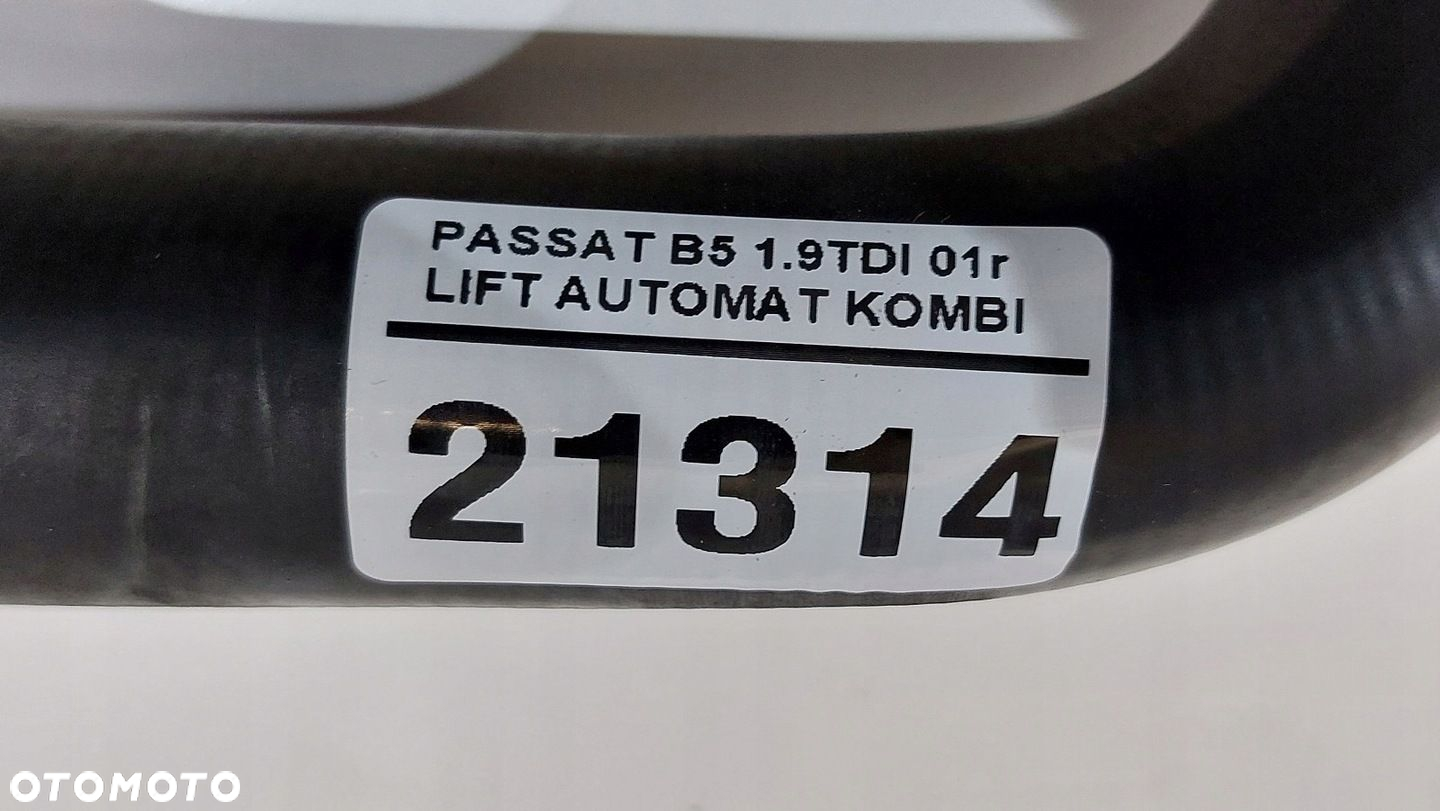 PASSAT B5 1.9TDI 01r
LIFT AUTOMAT KOMBI
21314
OTOMOTO